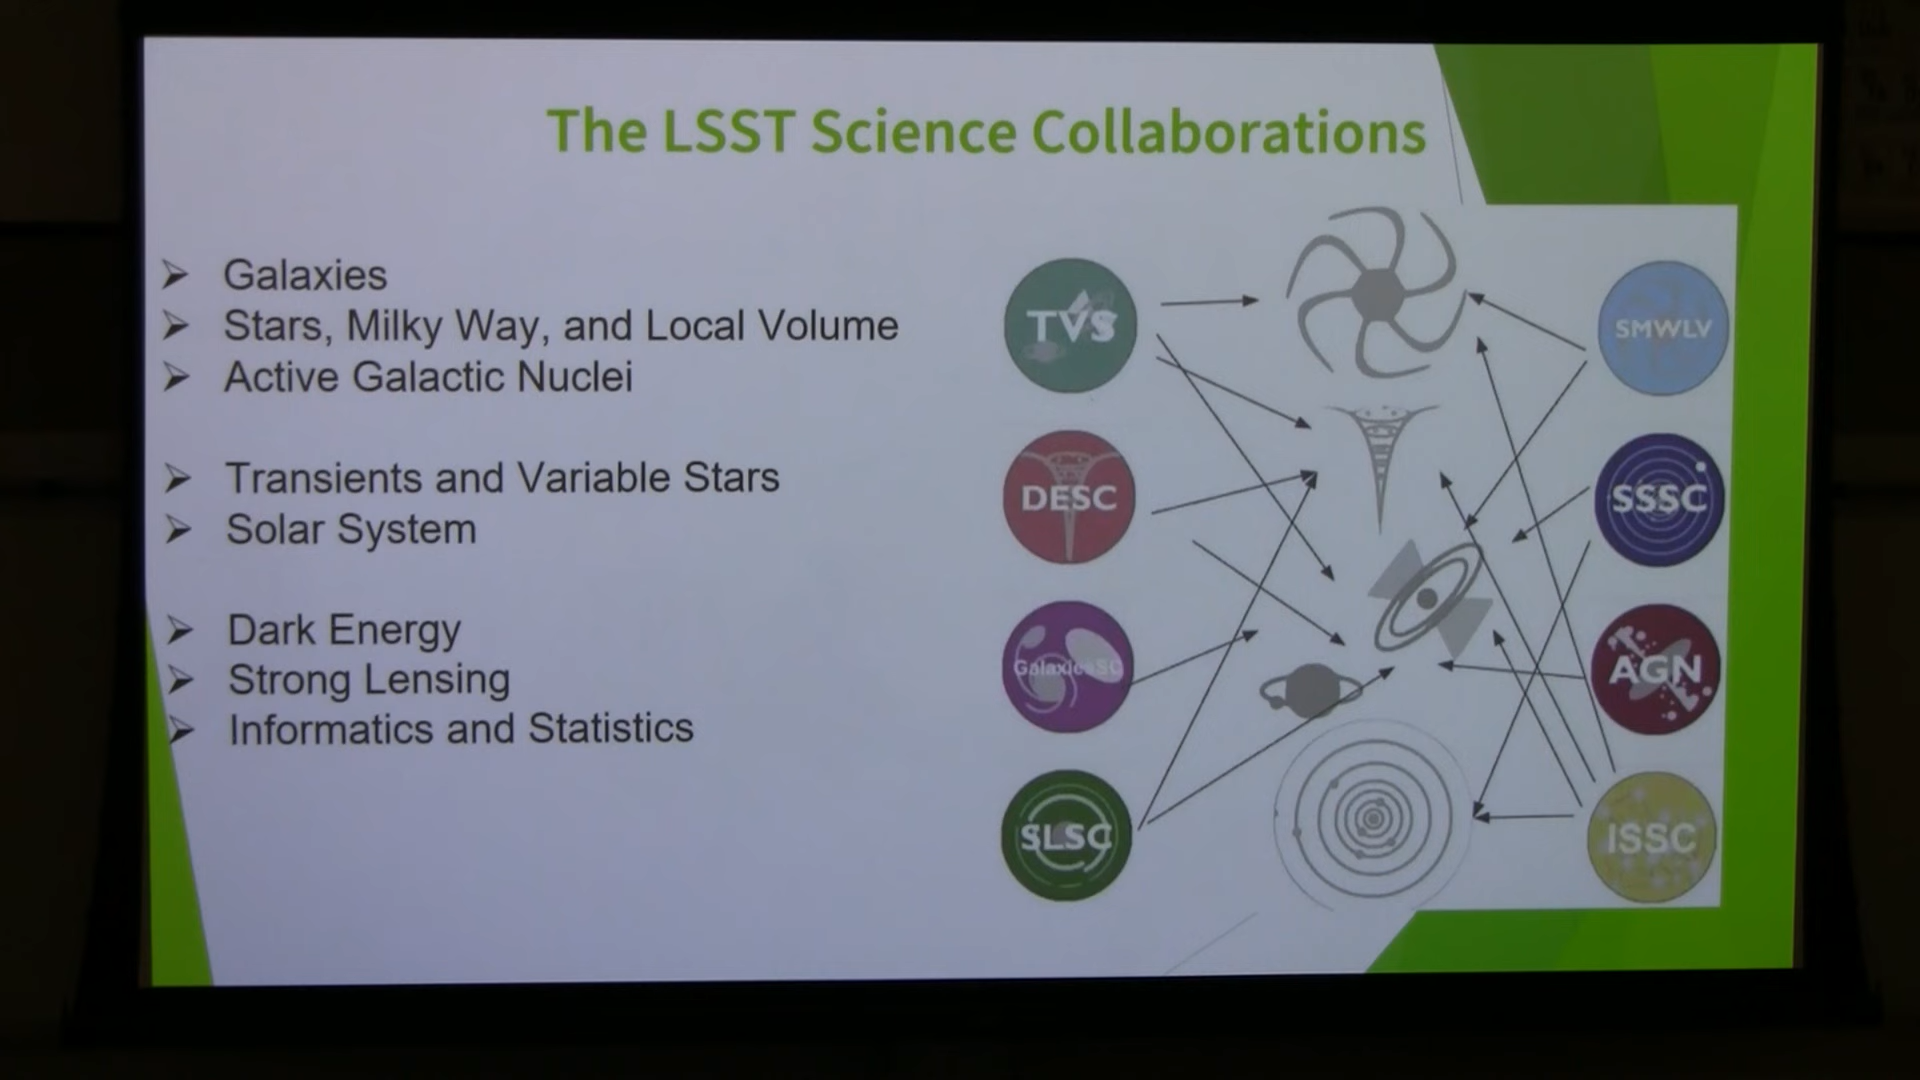 The LSST Science Collaborations
Galaxies
Stars, Milky Way, and Local Volume
Active Galactic Nuclei
Transients and Variable Stars
Solar System
Dark Energy
Strong Lensing
Informatics and Statistics
TVS
DESC
GalaxiesSC
SLSC
SMWLV
SSSC
AGN
ISSC